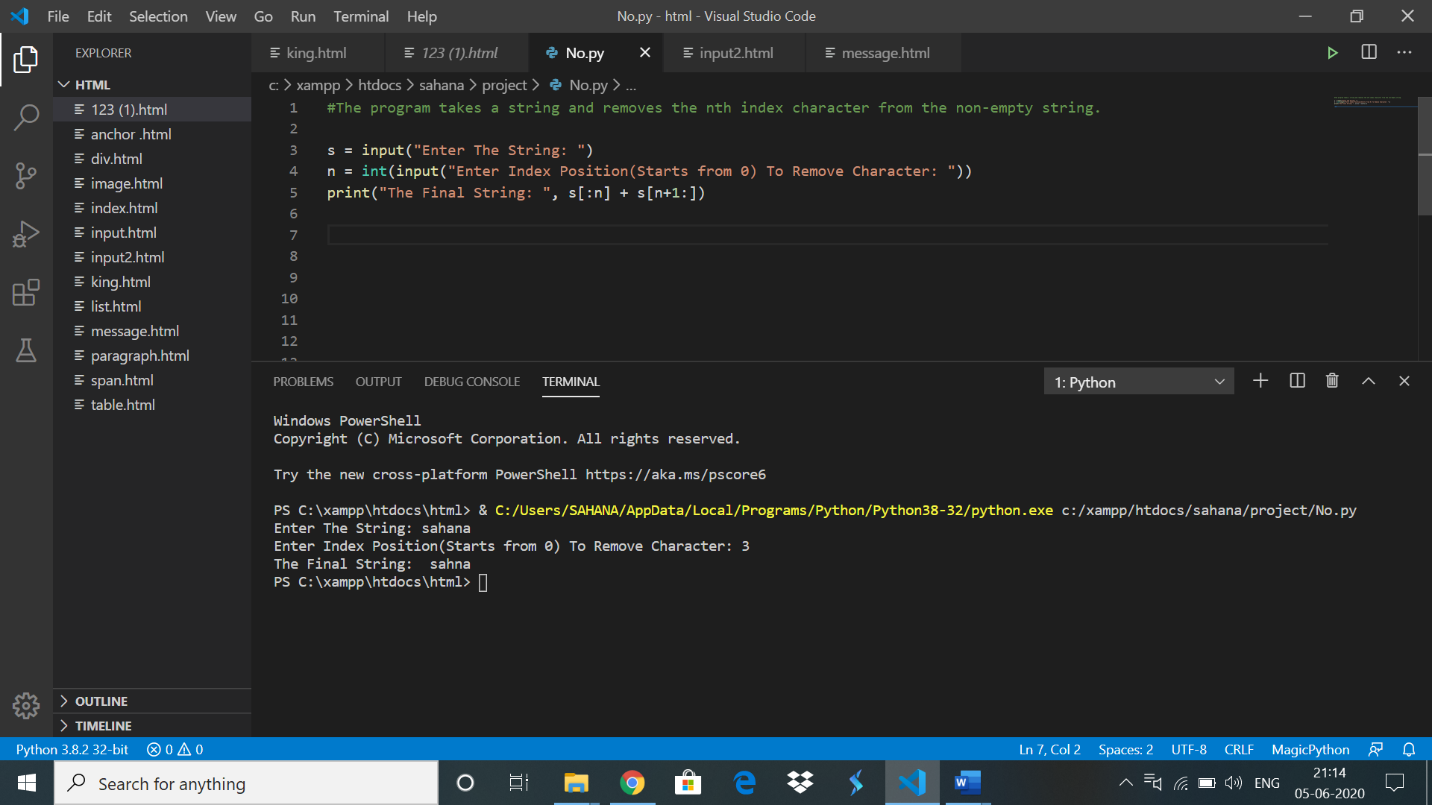 File Edit Selection View Go Run Terminal Help No.py - html - Visual Studio Code
EXPLORER
king.html 123 (1).html No.py input2.html message.html
HTML
123 (1).html
anchor .html
div.html
image.html
index.html
input.html
input2.html
king.html
list.html
message.html
paragraph.html
span.html
table.html
OUTLINE
TIMELINE
c: > xampp > htdocs > sahana > project > No.py > ...
1 #The program takes a string and removes the nth index character from the non-empty string.
2
3 s = input("Enter The String: ")
4 n = int(input("Enter Index Position(Starts from 0) To Remove Character: "))
5 print("The Final String: ", s[:n] + s[n+1:])
6
7
8
9
10
11
12
PROBLEMS OUTPUT DEBUG CONSOLE TERMINAL 1: Python
Windows PowerShell
Copyright (C) Microsoft Corporation. All rights reserved.
Try the new cross-platform PowerShell https://aka.ms/pscore6
PS C:\xampp\htdocs\html> & C:/Users/SAHANA/AppData/Local/Programs/Python/Python38-32/python.exe c:/xampp/htdocs/sahana/project/No.py
Enter The String: sahana
Enter Index Position(Starts from 0) To Remove Character: 3
The Final String:  sahna
PS C:\xampp\htdocs\html>
Python 3.8.2 32-bit 0 0 Ln 7, Col 2 Spaces: 2 UTF-8 CRLF MagicPython
Search for anything
ENG
21:14
05-06-2020